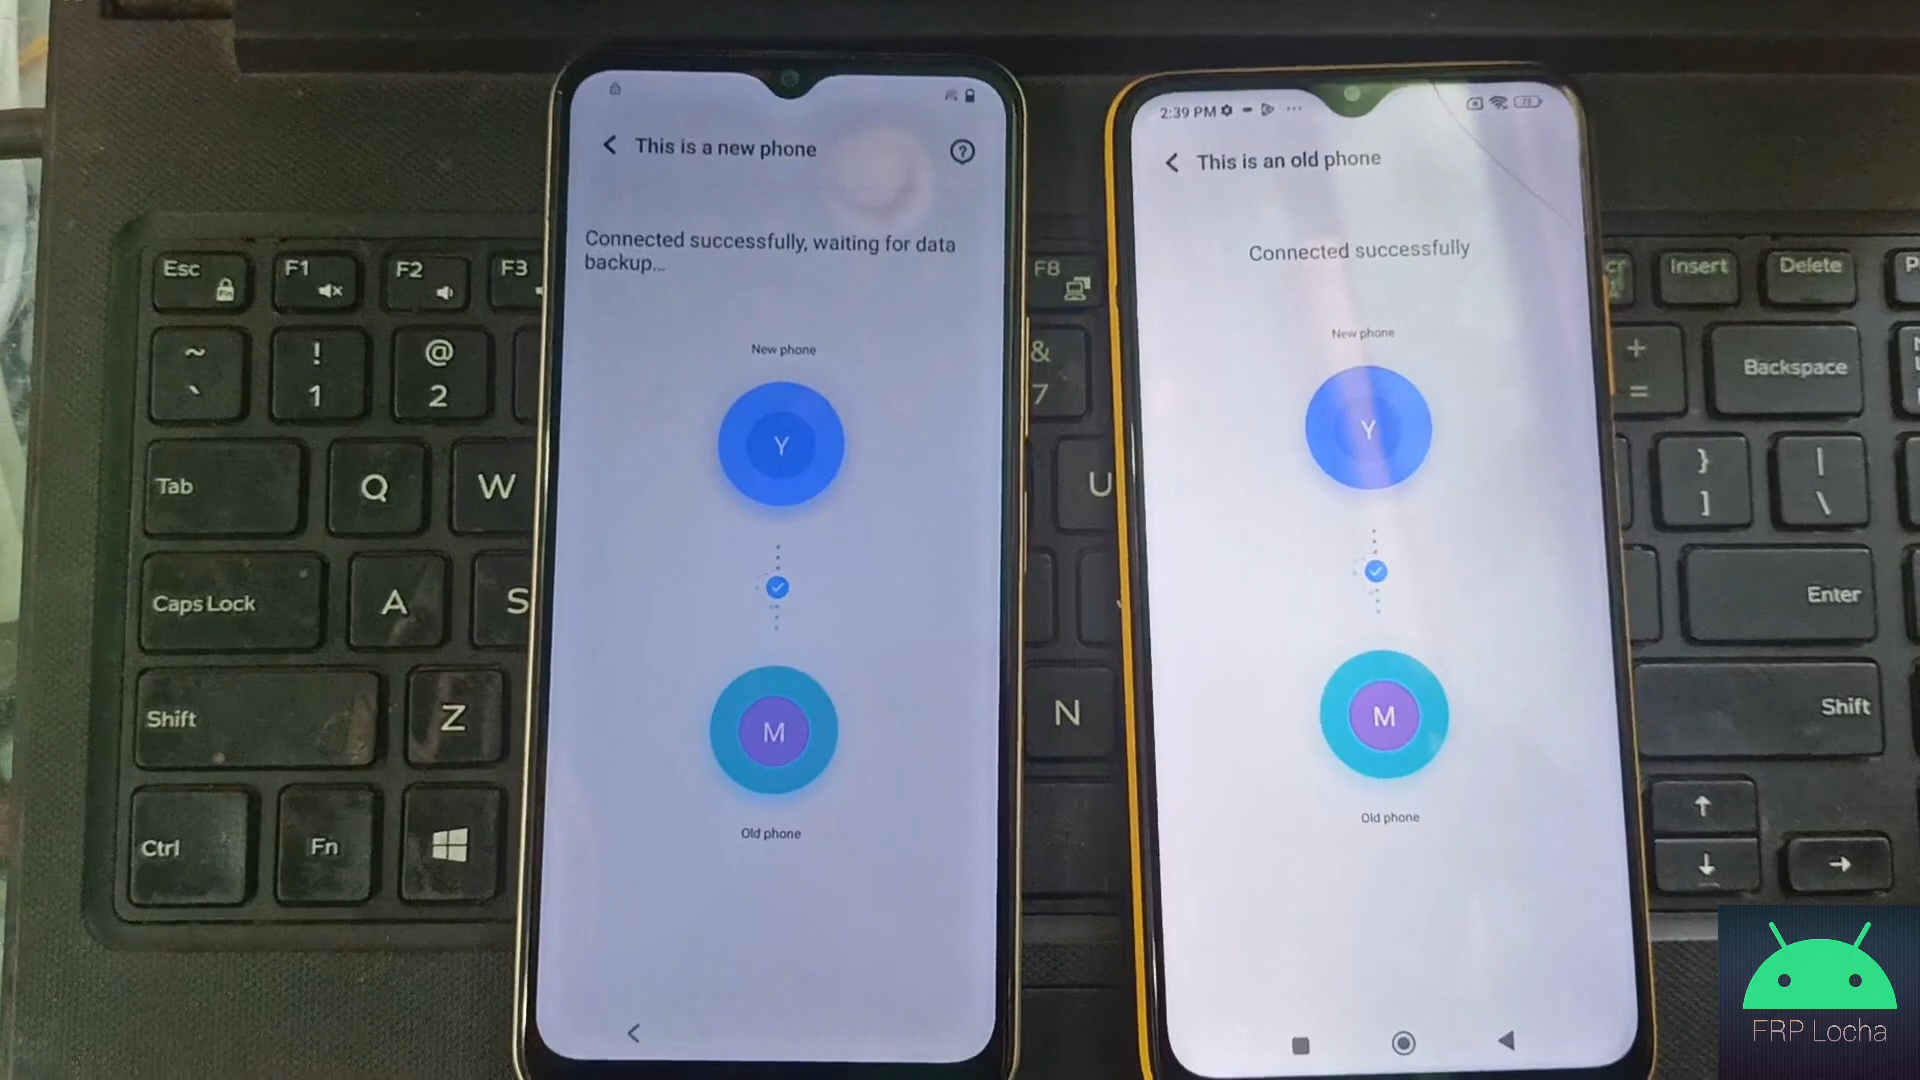 This is a new phone
Connected successfully, waiting for data
backup...
New phone
Y
M
Old phone
2:39 PM
This is an old phone
Connected successfully
New phone
Y
M
Old phone
Esc
F1
F2
F3
F8
Insert
Delete
~
`
!
1
@
2
&
7
+
=
Backspace
Tab
Q
W
U
}
]
|
\
Caps Lock
A
S
Enter
Shift
Z
N
Shift
Ctrl
Fn
FRP Locha